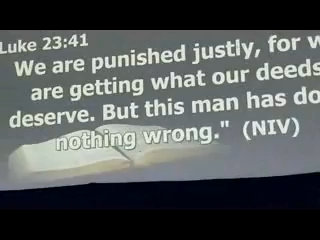 Luke 23:41
We are punished justly, for w
are getting what our deeds
deserve. But this man has do
nothing wrong." (NIV)